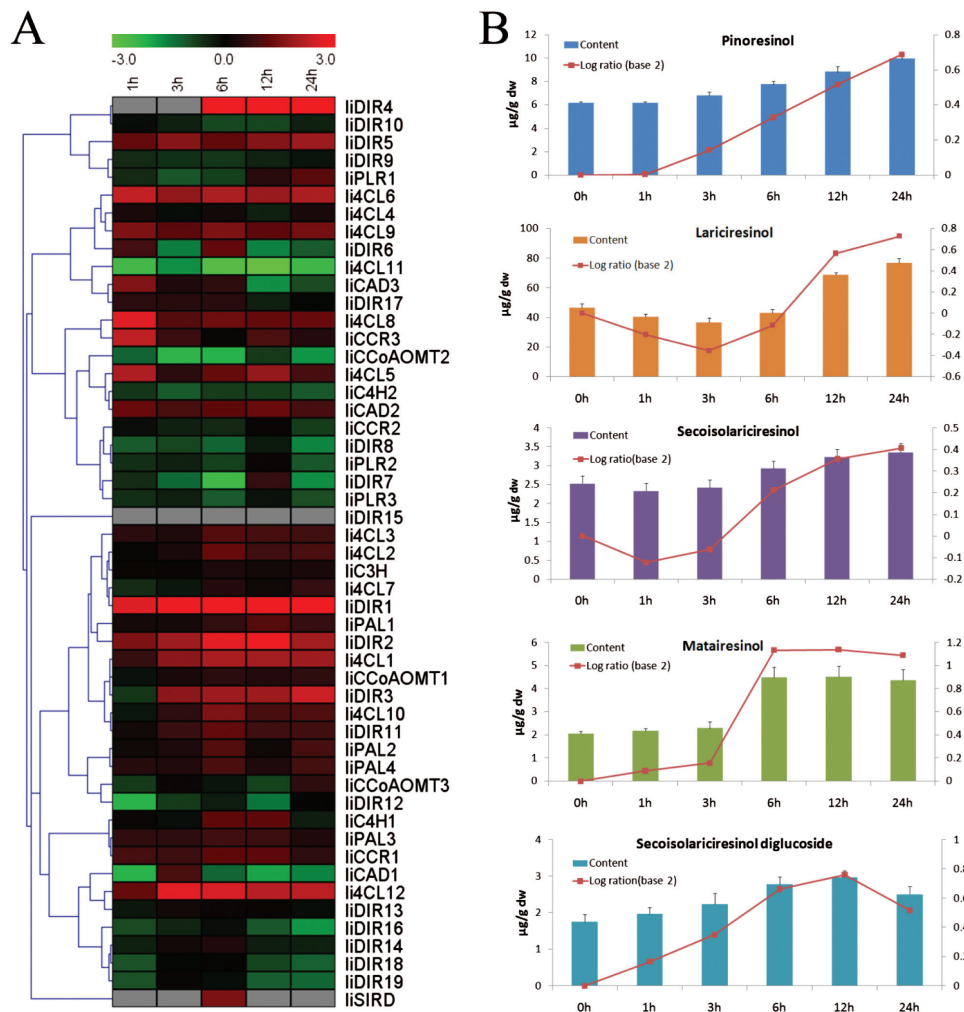 A
-3.0 0.0 3.0
1h 3h 6h 12h 24h
IiDIR4
IiDIR10
IiDIR5
IiDIR9
IiPLR1
Ii4CL6
Ii4CL4
Ii4CL9
IiDIR6
Ii4CL11
IiCAD3
IiDIR17
Ii4CL8
IiCCR3
IiCCoAOMT2
Ii4CL5
IiC4H2
IiCAD2
IiCCR2
IiDIR8
IiPLR2
IiDIR7
IiPLR3
IiDIR15
Ii4CL3
Ii4CL2
IiC3H
Ii4CL7
IiDIR1
IiPAL1
IiDIR2
Ii4CL1
IiCCoAOMT1
IiDIR3
Ii4CL10
IiDIR11
IiPAL2
IiPAL4
IiCCoAOMT3
IiDIR12
IiC4H1
IiPAL3
IiCCR1
IiCAD1
Ii4CL12
IiDIR13
IiDIR16
IiDIR14
IiDIR18
IiDIR19
IiSIRD
B
Pinoresinol
Content
Log ratio (base 2)
µg/g dw
12
10
8
6
4
2
0
0.8
0.6
0.4
0.2
0
0h 1h 3h 6h 12h 24h
Lariciresinol
Content
Log ratio (base 2)
µg/g dw
100
80
60
40
20
0
0.8
0.6
0.4
0.2
0
-0.2
-0.4
-0.6
0h 1h 3h 6h 12h 24h
Secoisolariciresinol
Content
Log ratio(base 2)
µg/g dw
4
3.5
3
2.5
2
1.5
1
0.5
0
0.5
0.4
0.3
0.2
0.1
0
-0.1
-0.2
0h 1h 3h 6h 12h 24h
Matairesinol
Content
Log ratio (base 2)
µg/g dw
6
5
4
3
2
1
0
1.2
1
0.8
0.6
0.4
0.2
0
0h 1h 3h 6h 12h 24h
Secoisolariciresinol diglucoside
Content
Log ration(base 2)
µg/g dw
4
3
2
1
0
1
0.8
0.6
0.4
0.2
0
0h 1h 3h 6h 12h 24h